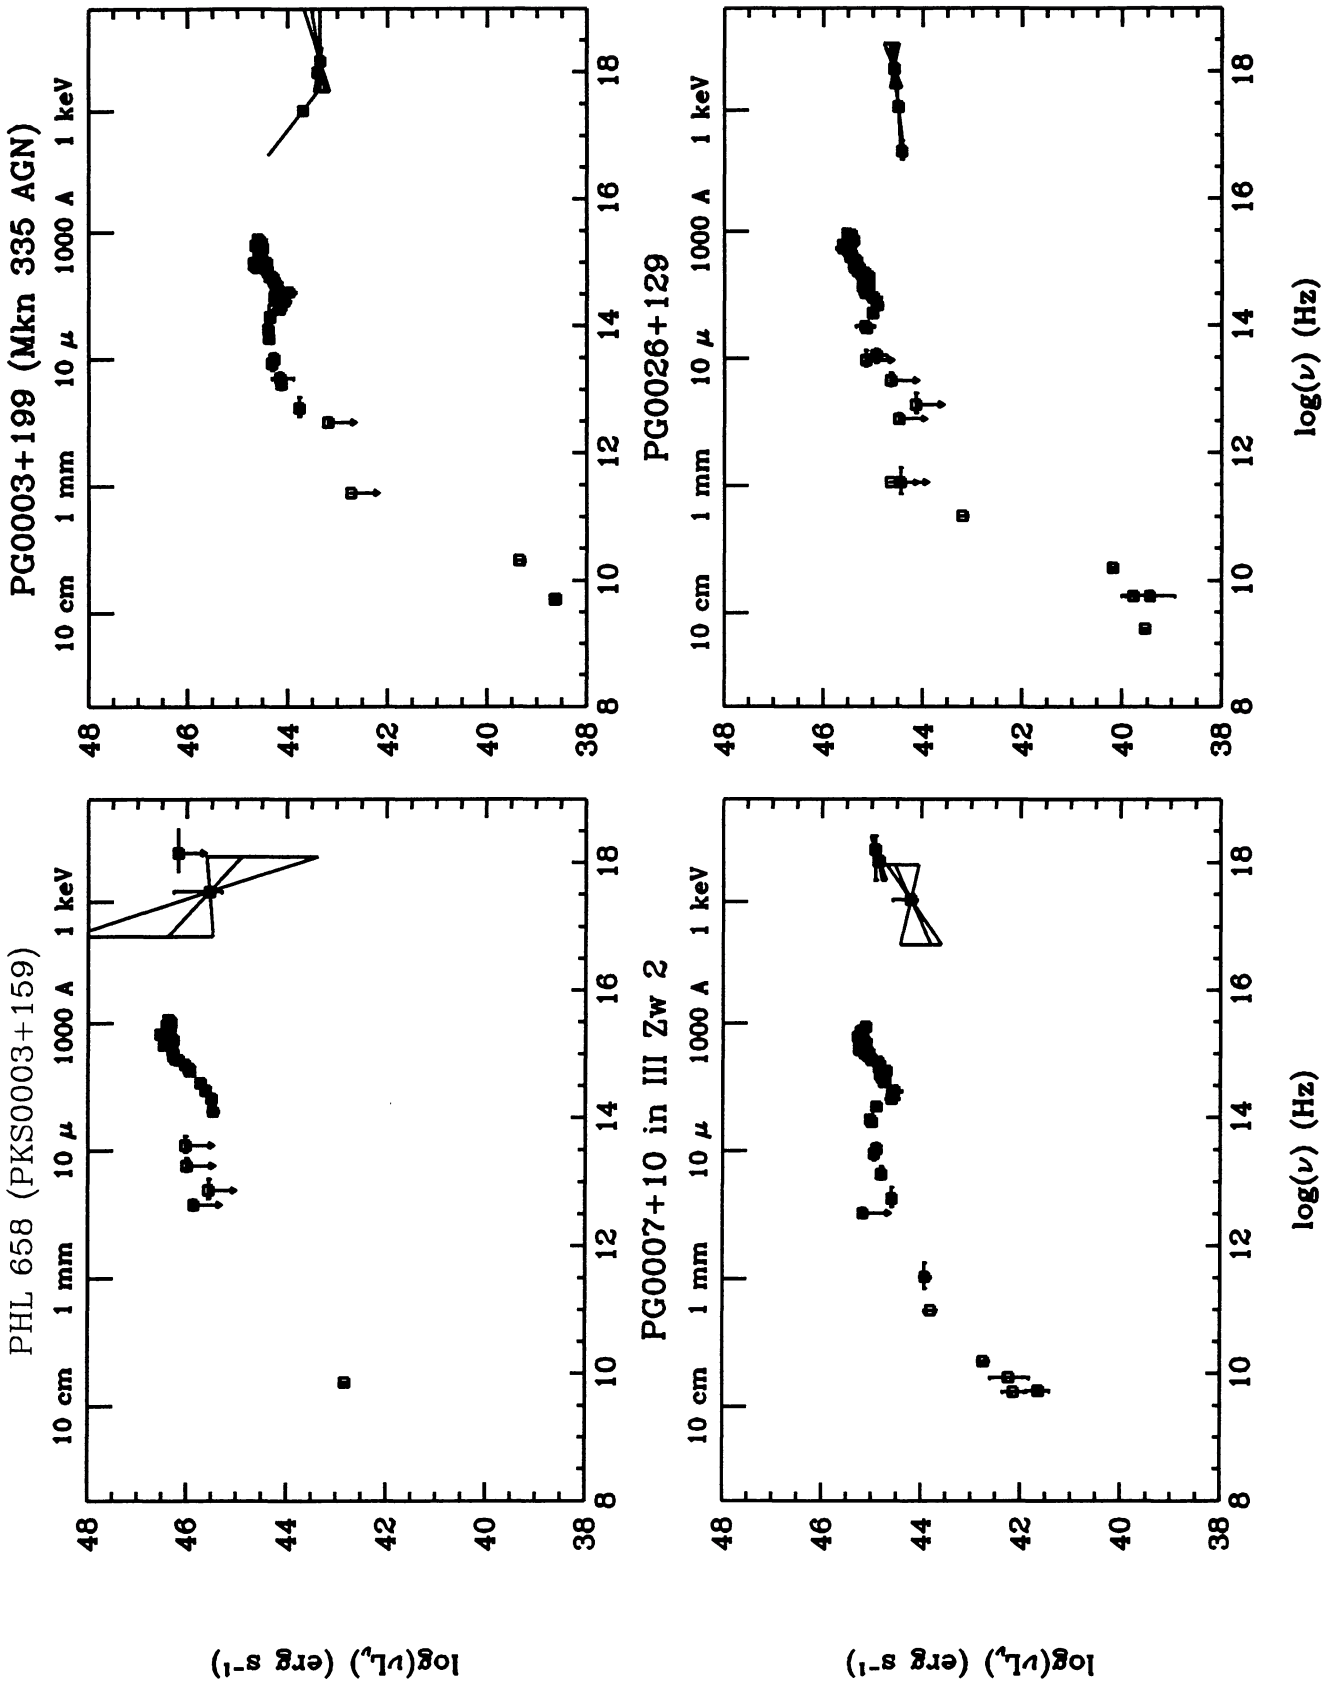 PHL 658 (PKS0003+159)
10 cm 1 mm 10 μ 1000 A 1 keV
48
46
44
42
40
38
8 10 12 14 16 18
log(νLᵥ) (erg s⁻¹)
PG0003+199 (Mkn 335 AGN)
10 cm 1 mm 10 μ 1000 A 1 keV
48
46
44
42
40
38
8 10 12 14 16 18
PG0007+10 in III Zw 2
10 cm 1 mm 10 μ 1000 A 1 keV
48
46
44
42
40
38
8 10 12 14 16 18
log(νLᵥ) (erg s⁻¹)
log(ν) (Hz)
PG0026+129
10 cm 1 mm 10 μ 1000 A 1 keV
48
46
44
42
40
38
8 10 12 14 16 18
log(ν) (Hz)